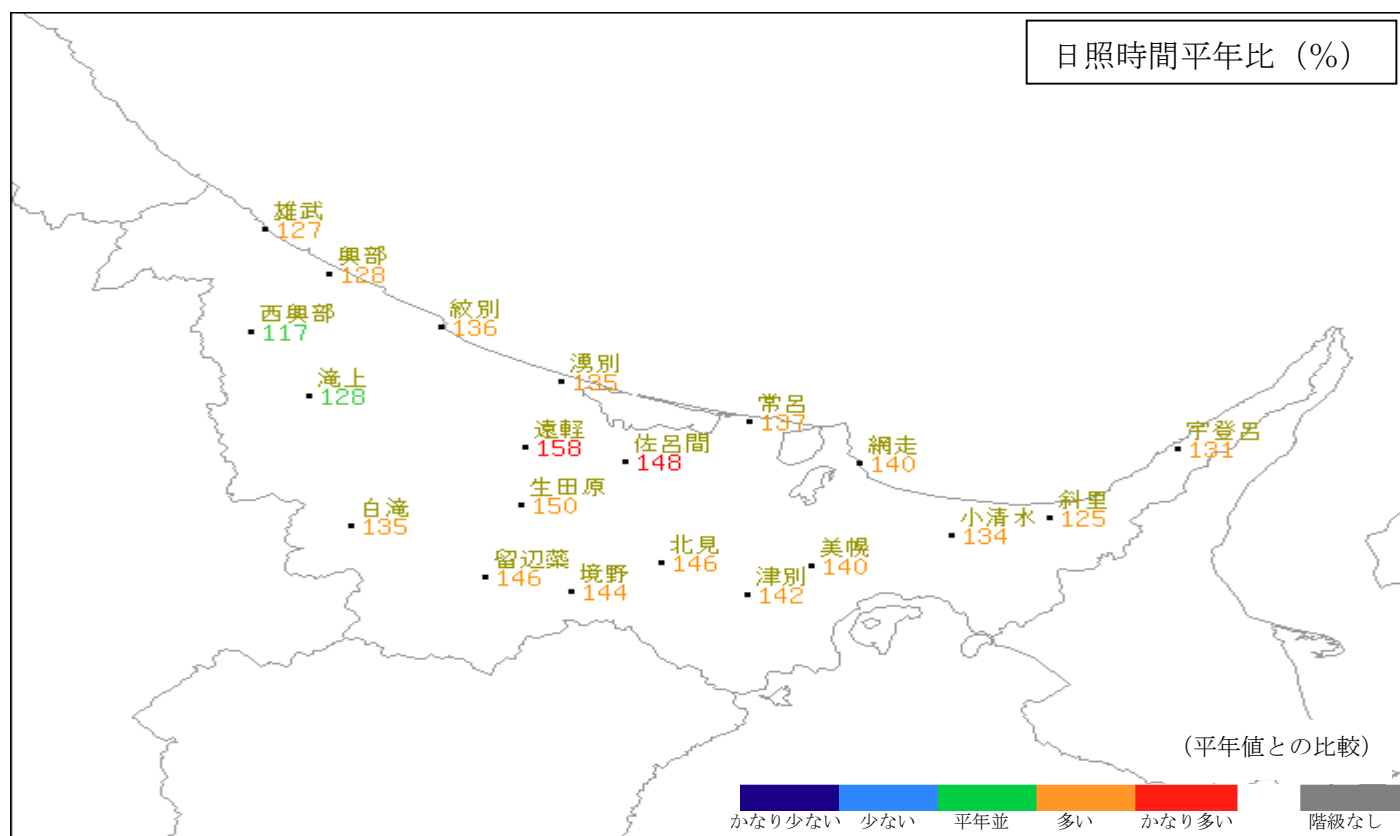 日照時間平年比（％）
雄武
127
興部
128
西興部
117
紋別
136
滝上
128
湧別
135
常呂
137
遠軽
158
佐呂間
148
網走
140
宇登呂
131
生田原
150
白滝
135
斜里
125
小清水
134
北見
146
美幌
140
留辺蘂
146
境野
144
津別
142
（平年値との比較）
かなり少ない 少ない 平年並 多い かなり多い 階級なし